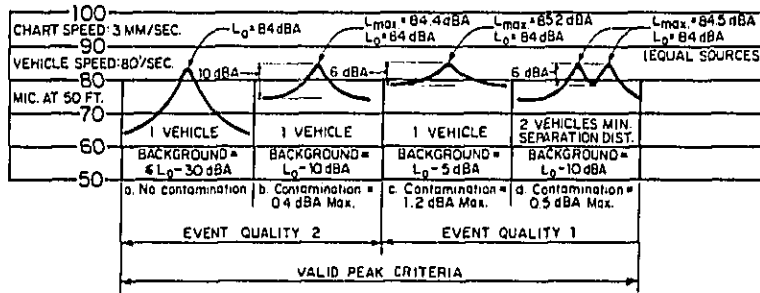 100
90
80
70
60
50
CHART SPEED: 3 MM/SEC.
VEHICLE SPEED: 80'/SEC.
MIC. AT 50 FT.
L₀ = 84 dBA
10 dBA
1 VEHICLE
BACKGROUND =
≤ L₀-30 dBA
a. No contamination
Lmax. = 84.4 dBA
L₀ = 84 dBA
6 dBA
1 VEHICLE
BACKGROUND =
L₀-10 dBA
b. Contamination =
0.4 dBA Max.
Lmax. = 85.2 dBA
L₀ = 84 dBA
1 VEHICLE
BACKGROUND =
L₀-5 dBA
c. Contamination =
1.2 dBA Max.
Lmax. = 84.5 dBA
L₀ = 84 dBA
(EQUAL SOURCES)
6 dBA
2 VEHICLES MIN.
SEPARATION DIST.
BACKGROUND =
L₀-10 dBA
d. Contamination =
0.5 dBA Max.
EVENT QUALITY 2
EVENT QUALITY 1
VALID PEAK CRITERIA